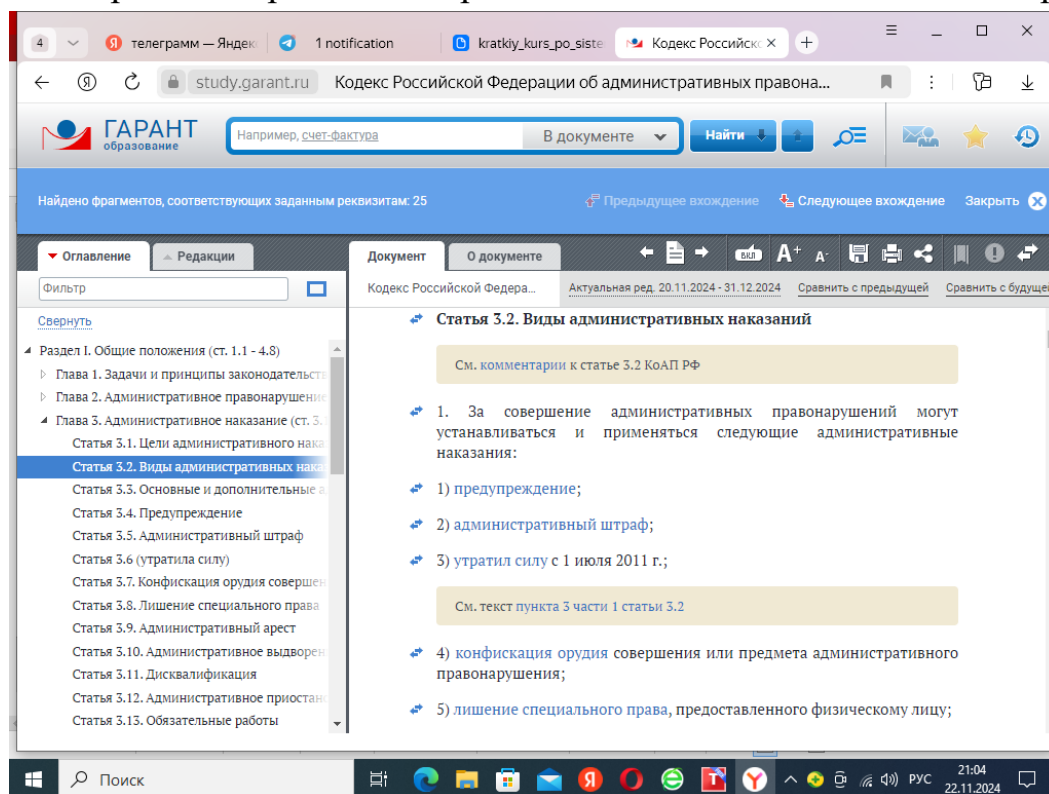 4
телеграмм — Яндек
1 notification
kratkiy_kurs_po_siste
Кодекс Российско
study.garant.ru
Кодекс Российской Федерации об административных правона...
ГАРАНТ
образование
Например, счет-фактура
В документе
Найти
Найдено фрагментов, соответствующих заданным реквизитам: 25
Предыдущее вхождение
Следующее вхождение
Закрыть
Оглавление
Редакции
Документ
О документе
ВКЛ
A+
A-
Фильтр
Кодекс Российской Федера...
Актуальная ред. 20.11.2024 - 31.12.2024
Сравнить с предыдущей
Сравнить с будуще
Свернуть
Раздел I. Общие положения (ст. 1.1 - 4.8)
Глава 1. Задачи и принципы законодательст
Глава 2. Административное правонарушение
Глава 3. Административное наказание (ст. 3.
Статья 3.1. Цели административного нака
Статья 3.2. Виды административных нака
Статья 3.3. Основные и дополнительные а
Статья 3.4. Предупреждение
Статья 3.5. Административный штраф
Статья 3.6 (утратила силу)
Статья 3.7. Конфискация орудия совершен
Статья 3.8. Лишение специального права
Статья 3.9. Административный арест
Статья 3.10. Административное выдворен
Статья 3.11. Дисквалификация
Статья 3.12. Административное приостан
Статья 3.13. Обязательные работы
Статья 3.2. Виды административных наказаний
См. комментарии к статье 3.2 КоАП РФ
1. За совершение административных правонарушений могут
устанавливаться и применяться следующие административные
наказания:
1) предупреждение;
2) административный штраф;
3) утратил силу с 1 июля 2011 г.;
См. текст пункта 3 части 1 статьи 3.2
4) конфискация орудия совершения или предмета административного
правонарушения;
5) лишение специального права, предоставленного физическому лицу;
Поиск
РУС
21:04
22.11.2024